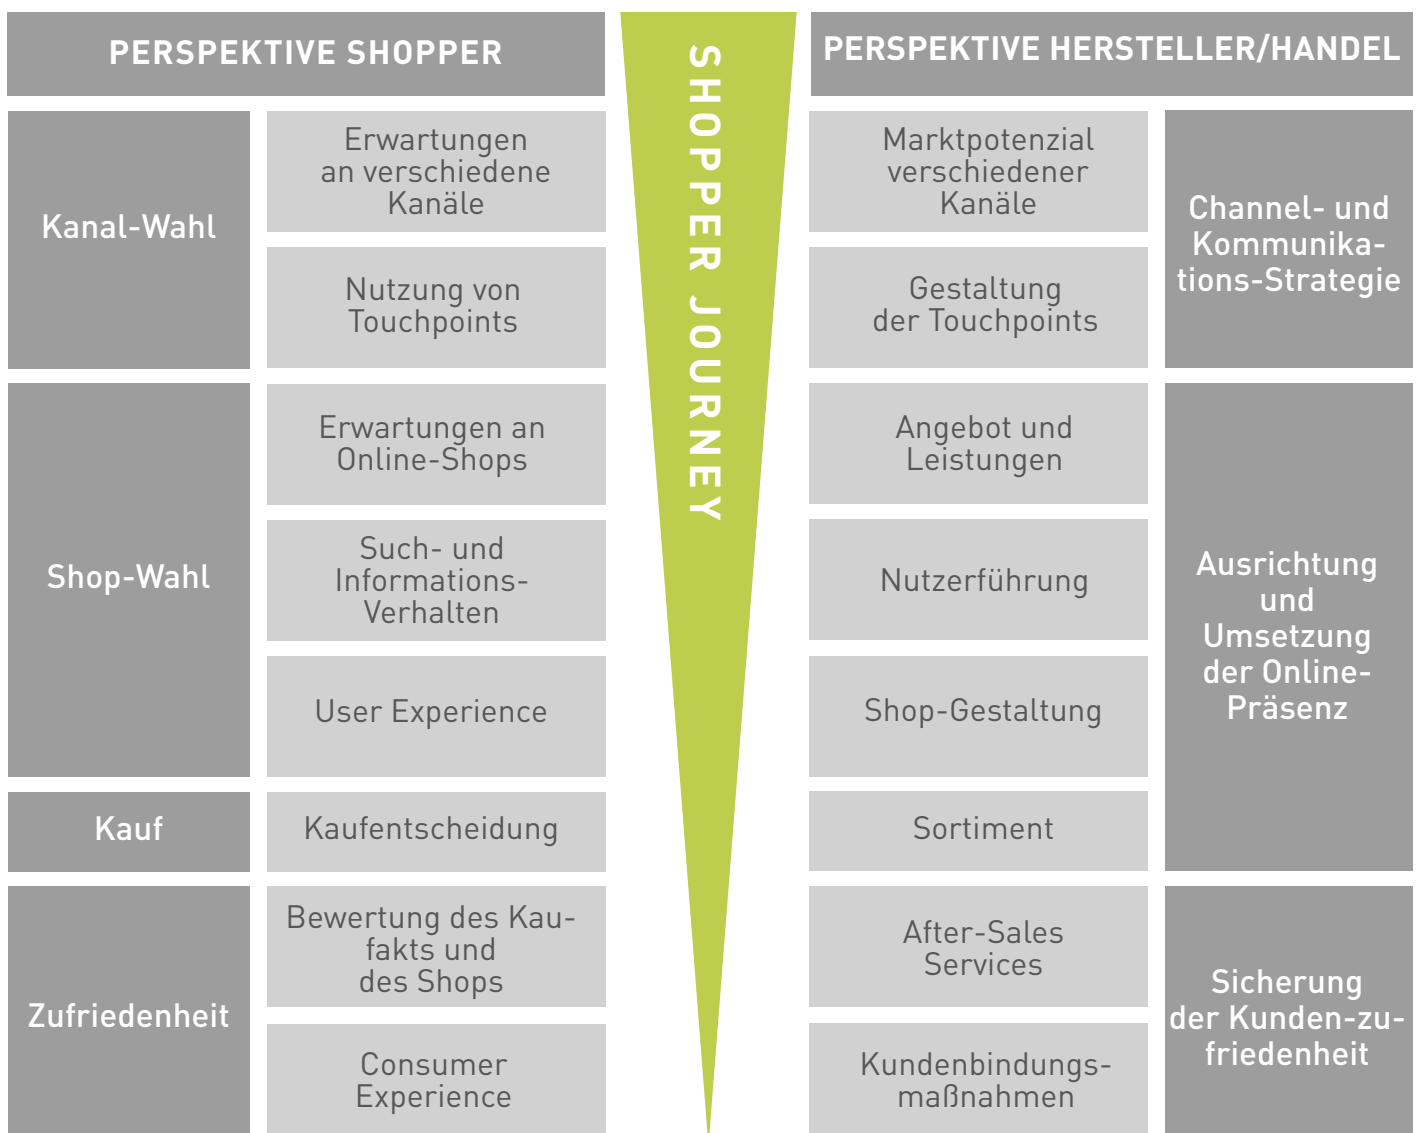 PERSPEKTIVE SHOPPER
Kanal-Wahl
Erwartungen
an verschiedene
Kanäle
Nutzung von
Touchpoints
Shop-Wahl
Erwartungen an
Online-Shops
Such- und
Informations-
Verhalten
User Experience
Kauf
Kaufentscheidung
Zufriedenheit
Bewertung des Kau-
fakts und
des Shops
Consumer
Experience
SHOPPER JOURNEY
PERSPEKTIVE HERSTELLER/HANDEL
Marktpotenzial
verschiedener
Kanäle
Gestaltung
der Touchpoints
Channel- und
Kommunika-
tions-Strategie
Angebot und
Leistungen
Nutzerführung
Shop-Gestaltung
Sortiment
Ausrichtung
und
Umsetzung
der Online-
Präsenz
After-Sales
Services
Kundenbindungs-
maßnahmen
Sicherung
der Kunden-zu-
friedenheit